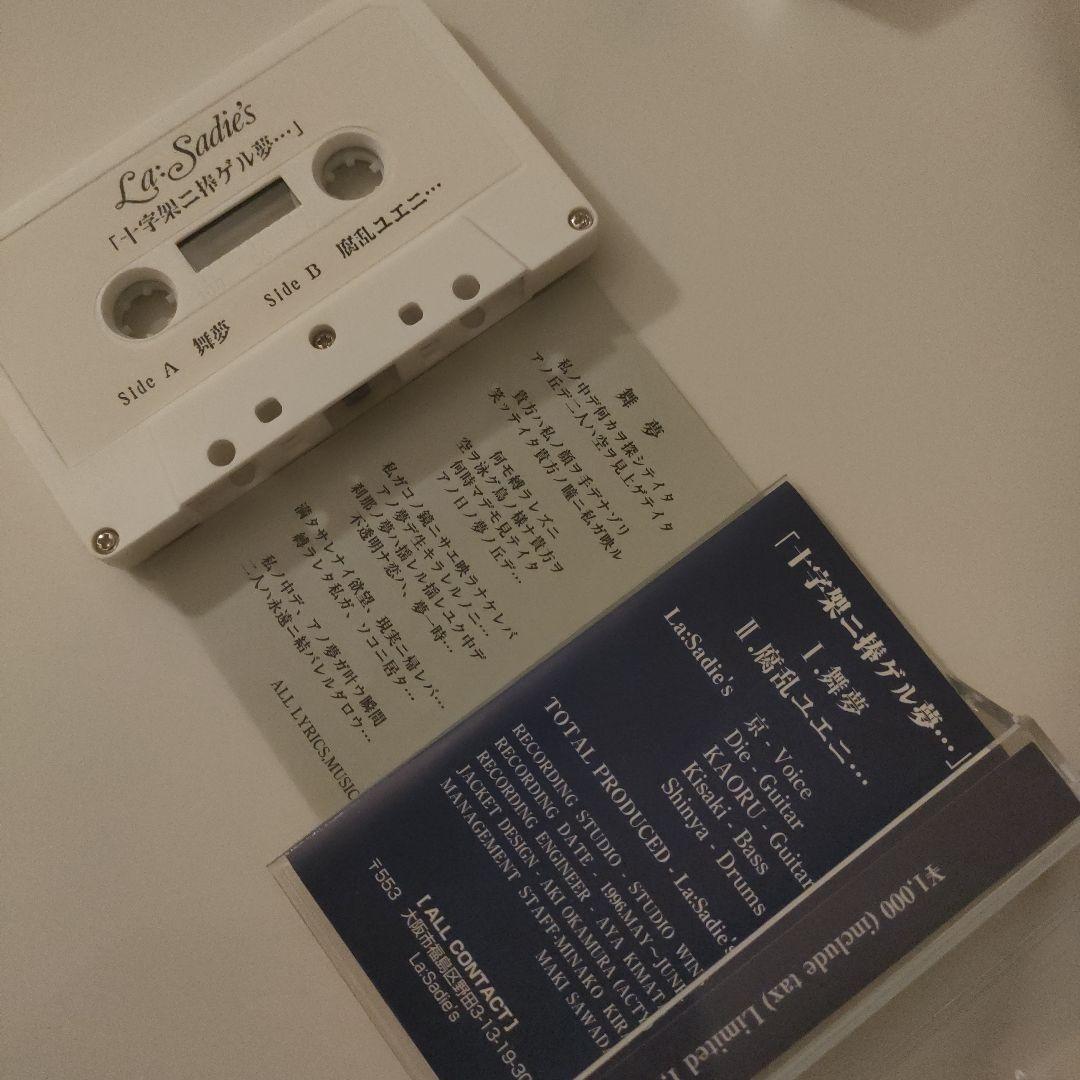 La:Sadie's
「十字架ニ捧ゲル夢…」
Side A 舞夢
Side B 腐乱ユエニ…
舞 夢
私ノ中デ何カヲ探シテイタ
アノ丘デ二人ハ空ヲ見上ゲテイタ
貴方ハ私ノ顔ヲ手デナゾリ
笑ッテイタ貴方ノ瞳ニ私ガ映ル
何モ縛ラレズニ
空ヲ泳ゲ鳥ノ様ナ貴方ヲ
何時マデモ見テイタ
アノ日ノ夢ノ丘デ…
私ガコノ鏡ニサエ映ラナケレバ
アノ夢デ生キラレルノニ…
刹那ノ夢ハ揺レル揺レユク中デ
不透明ナ恋ハ、夢一時…
満タサレナイ欲望、現実ニ帰レバ…
縛ラレタ私ガ、ソコニ居タ…
私ノ中デ、アノ夢ガ叶ウ瞬間
二人ハ永遠ニ結バレルダロウ…
ALL LYRICS,MUSIC
「十字架ニ捧ゲル夢…」
Ⅰ.舞夢
Ⅱ.腐乱ユエニ…
La:Sadie's
京 - Voice
Die - Guitar
KAORU - Guitar
Kisaki - Bass
Shinya - Drums
TOTAL PRODUCED - La:Sadie's
RECORDING STUDIO - STUDIO WIN
RECORDING DATE - 1996.MAY～JUNE
RECORDING ENGINEER - AYA KIMAT
JACKET DESIGN - AKI OKAMURA (ACTY
MANAGEMENT STAFF-MINAKO KIR
MAKI SAWAD
[ ALL CONTACT ]
〒553 大阪市福島区野田3-13-19-30
La:Sadie's
¥1,000 (include tax) Limited